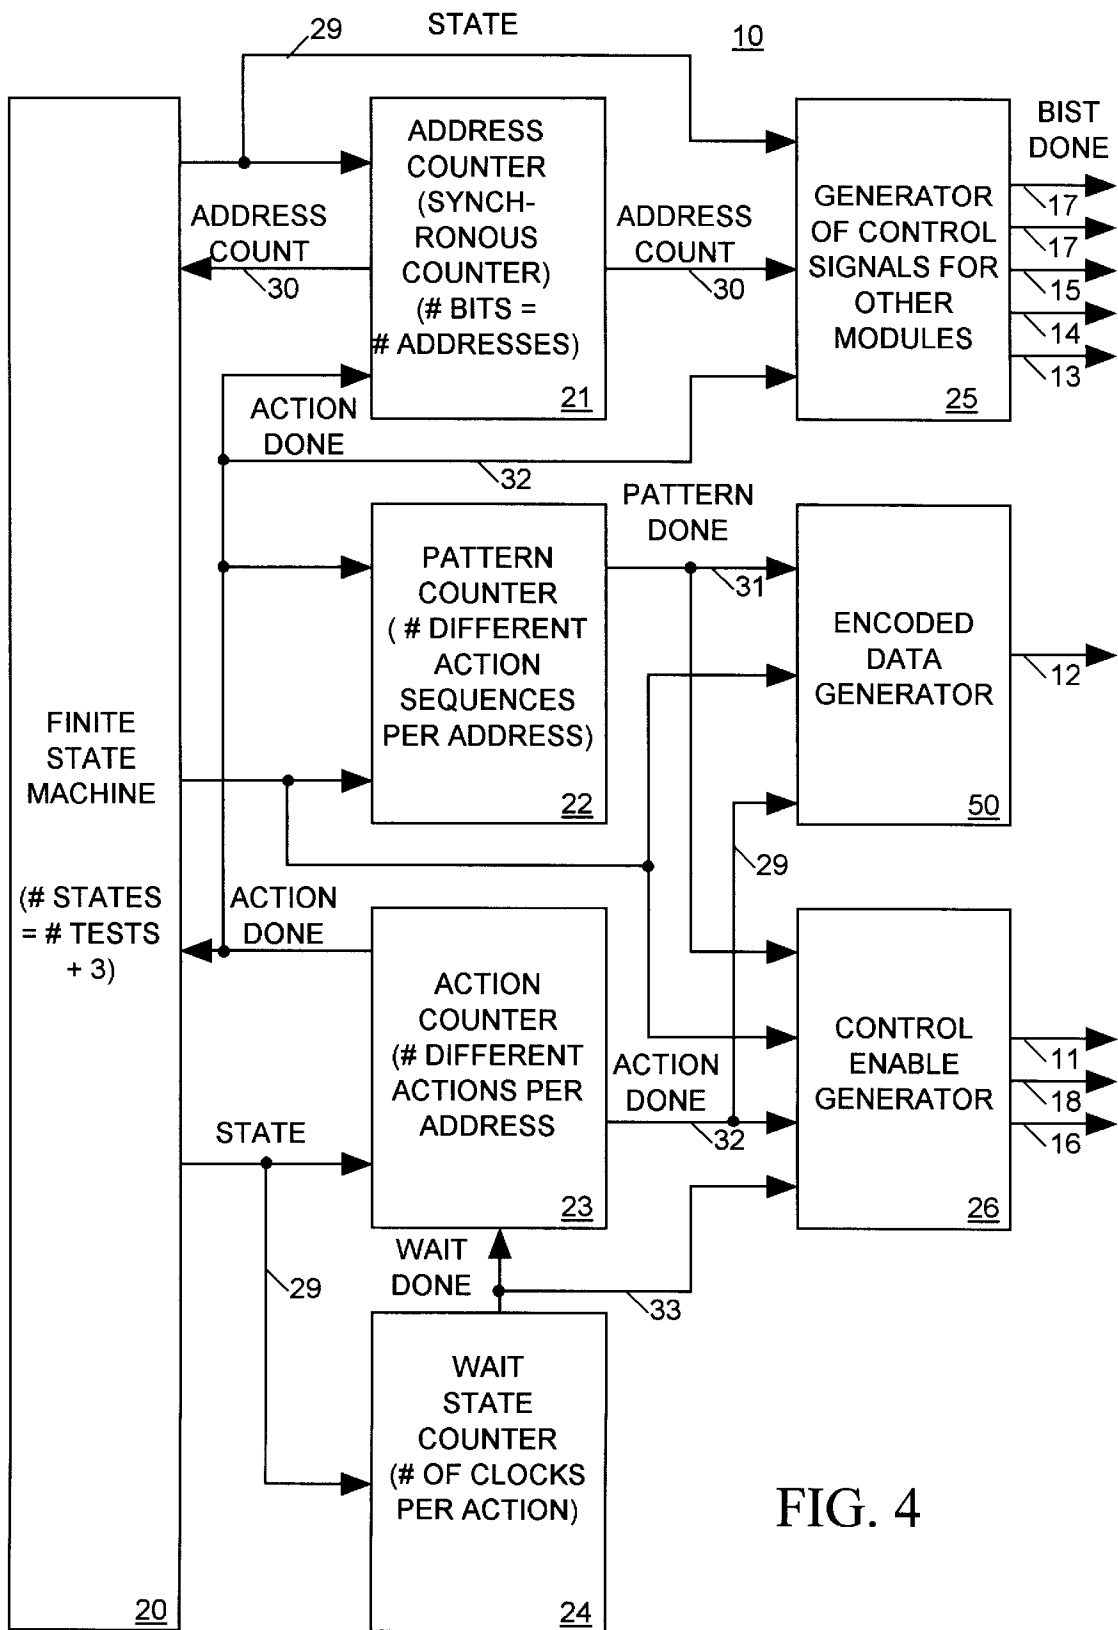 29
STATE
10
ADDRESS
COUNTER
(SYNCH-
RONOUS
COUNTER)
(# BITS =
# ADDRESSES)
21
ADDRESS
COUNT
30
ADDRESS
COUNT
30
GENERATOR
OF CONTROL
SIGNALS FOR
OTHER
MODULES
25
BIST
DONE
17
17
15
14
13
ACTION
DONE
32
PATTERN
COUNTER
( # DIFFERENT
ACTION
SEQUENCES
PER ADDRESS)
22
PATTERN
DONE
31
ENCODED
DATA
GENERATOR
50
12
FINITE
STATE
MACHINE
(# STATES
= # TESTS
+ 3)
20
ACTION
DONE
ACTION
COUNTER
(# DIFFERENT
ACTIONS PER
ADDRESS
23
29
ACTION
DONE
32
CONTROL
ENABLE
GENERATOR
26
11
18
16
STATE
29
WAIT
DONE
33
WAIT
STATE
COUNTER
(# OF CLOCKS
PER ACTION)
24
FIG. 4